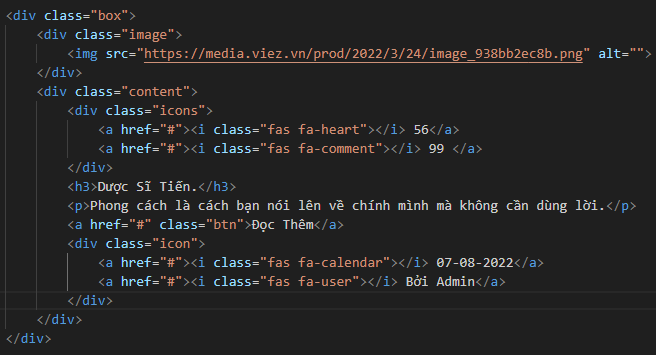 <div class="box">
<div class="image">
<img src="https://media.viez.vn/prod/2022/3/24/image_938bb2ec8b.png" alt="">
</div>
<div class="content">
<div class="icons">
<a href="#"><i class="fas fa-heart"></i> 56</a>
<a href="#"><i class="fas fa-comment"></i> 99 </a>
</div>
<h3>Dược Sĩ Tiến.</h3>
<p>Phong cách là cách bạn nói lên về chính mình mà không cần dùng lời.</p>
<a href="#" class="btn">Đọc Thêm</a>
<div class="icon">
<a href="#"><i class="fas fa-calendar"></i> 07-08-2022</a>
<a href="#"><i class="fas fa-user"></i> Bởi Admin</a>
</div>
</div>
</div>